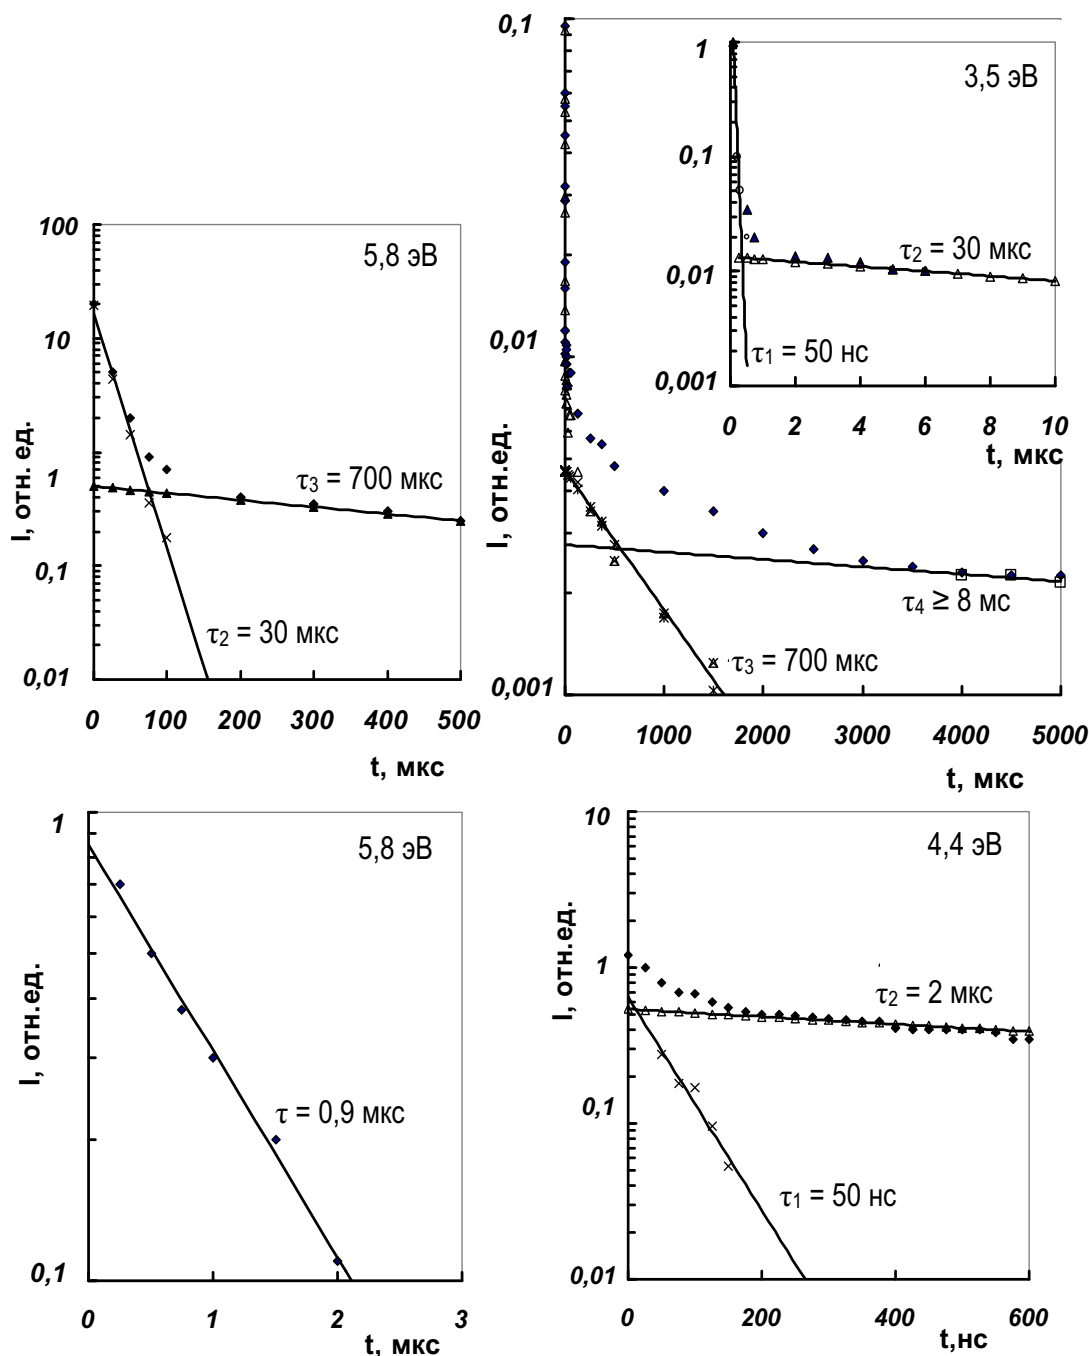 5,8 эВ
I, отн. ед.
100
10
1
0,1
0,01
τ3 = 700 мкс
τ2 = 30 мкс
0 100 200 300 400 500
t, мкс
0,1
0,01
0,001
I, отн.ед.
τ4 ≥ 8 мс
τ3 = 700 мкс
0 1000 2000 3000 4000 5000
t, мкс
3,5 эВ
1
0,1
0,01
0,001
τ2 = 30 мкс
τ1 = 50 нс
0 2 4 6 8 10
t, мкс
5,8 эВ
1
0,1
I, отн.ед.
τ = 0,9 мкс
0 1 2 3
t, мкс
4,4 эВ
10
1
0,1
0,01
I, отн.ед.
τ2 = 2 мкс
τ1 = 50 нс
0 200 400 600
t,нс